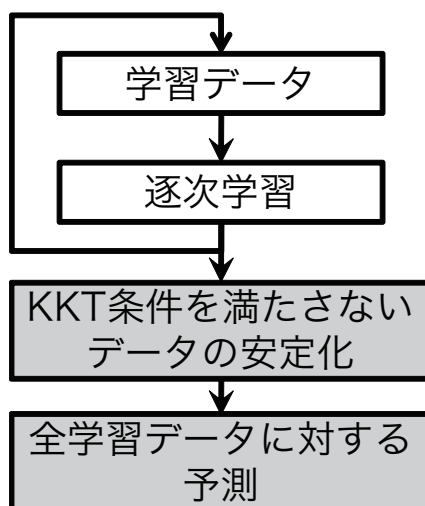 学習データ
逐次学習
KKT条件を満たさない
データの安定化
全学習データに対する
予測